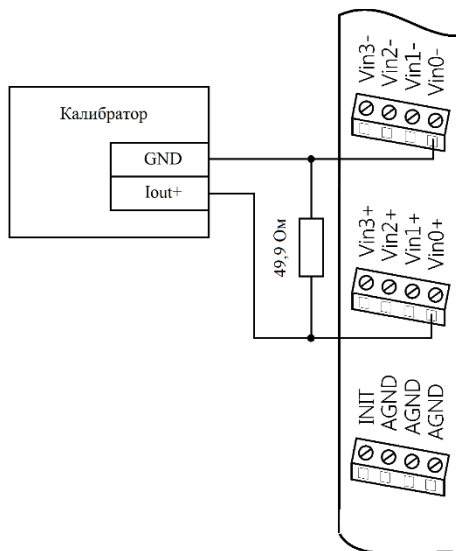 Калибратор
GND
Iout+
49,9 Ом
Vin3-
Vin2-
Vin1-
Vin0-
Vin3+
Vin2+
Vin1+
Vin0+
INIT
AGND
AGND
AGND